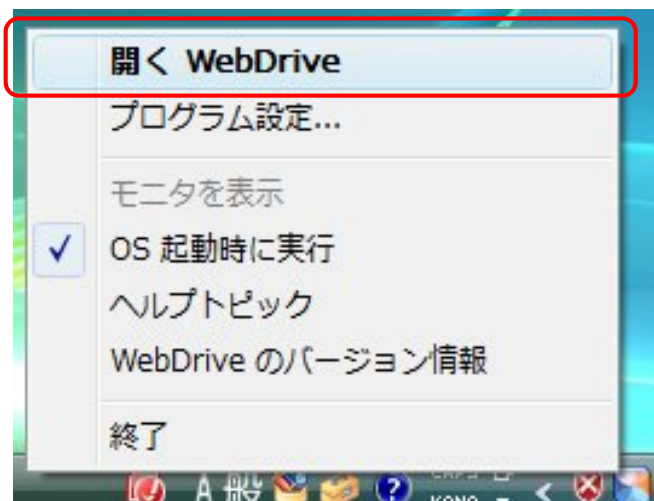 開く WebDrive
プログラム設定...
モニタを表示
OS 起動時に実行
ヘルプトピック
WebDrive のバージョン情報
終了
A 般
KANA